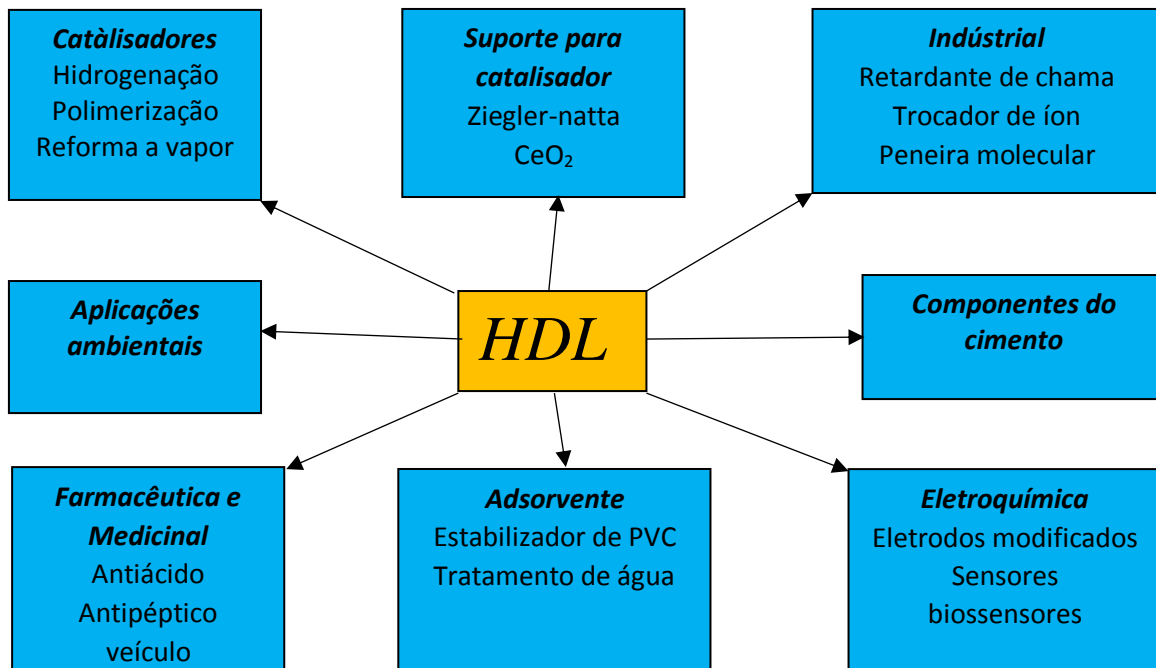 Catàlisadores
Hidrogenação
Polimerização
Reforma a vapor
Suporte para
catalisador
Ziegler-natta
CeO₂
Indústrial
Retardante de chama
Trocador de íon
Peneira molecular
Aplicações
ambientais
HDL
Componentes do
cimento
Farmacêutica e
Medicinal
Antiácido
Antipéptico
veículo
Adsorvente
Estabilizador de PVC
Tratamento de água
Eletroquímica
Eletrodos modificados
Sensores
biossensores